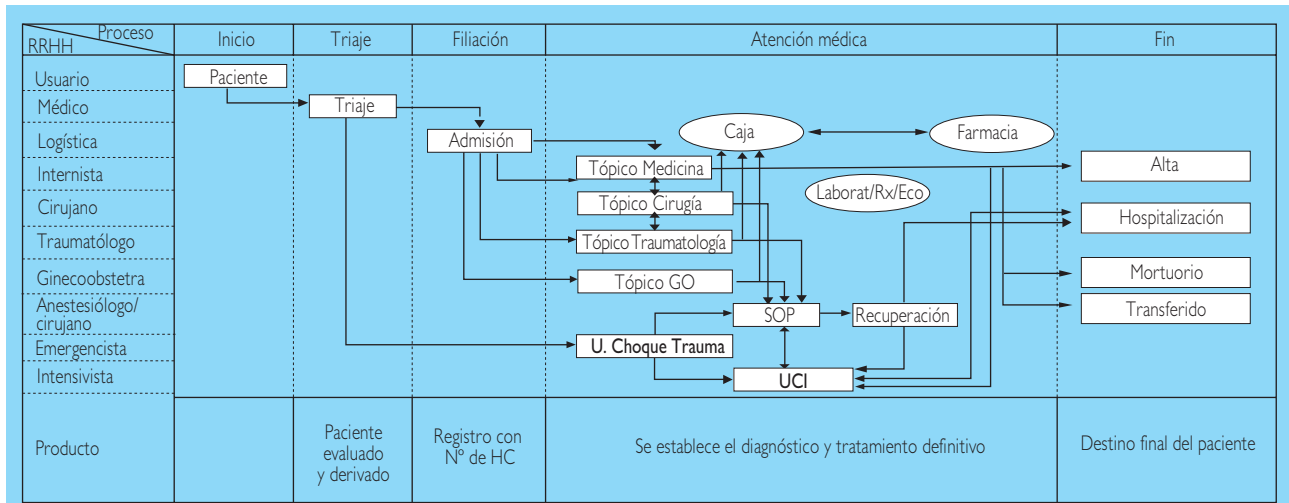 Proceso
RRHH
Inicio
Triaje
Filiación
Atención médica
Fin
Usuario
Paciente
Médico
Triaje
Logística
Admisión
Caja
Farmacia
Internista
Tópico Medicina
Alta
Cirujano
Tópico Cirugía
Laborat/Rx/Eco
Hospitalización
Traumatólogo
Tópico Traumatología
Ginecoobstetra
Tópico GO
Mortuorio
Anestesiólogo/
cirujano
SOP
Recuperación
Transferido
Emergencista
U. Choque Trauma
Intensivista
UCI
Producto
Paciente
evaluado
y derivado
Registro con
Nº de HC
Se establece el diagnóstico y tratamiento definitivo
Destino final del paciente